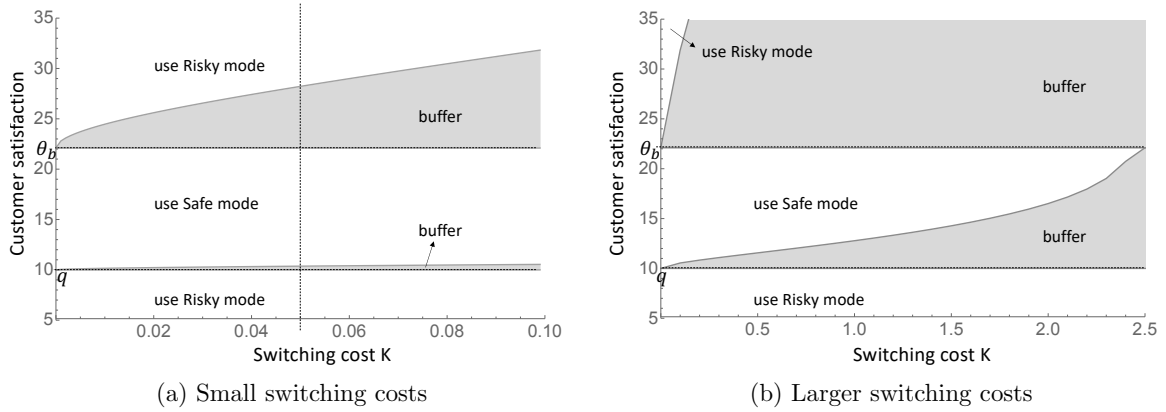 35
30
25
θb
20
15
10
q
5
Customer satisfaction
use Risky mode
buffer
use Safe mode
buffer
use Risky mode
0.02 0.04 0.06 0.08 0.10
Switching cost K
(a) Small switching costs
35
30
25
θb
20
15
10
q
5
Customer satisfaction
use Risky mode
buffer
use Safe mode
buffer
use Risky mode
0.5 1.0 1.5 2.0 2.5
Switching cost K
(b) Larger switching costs